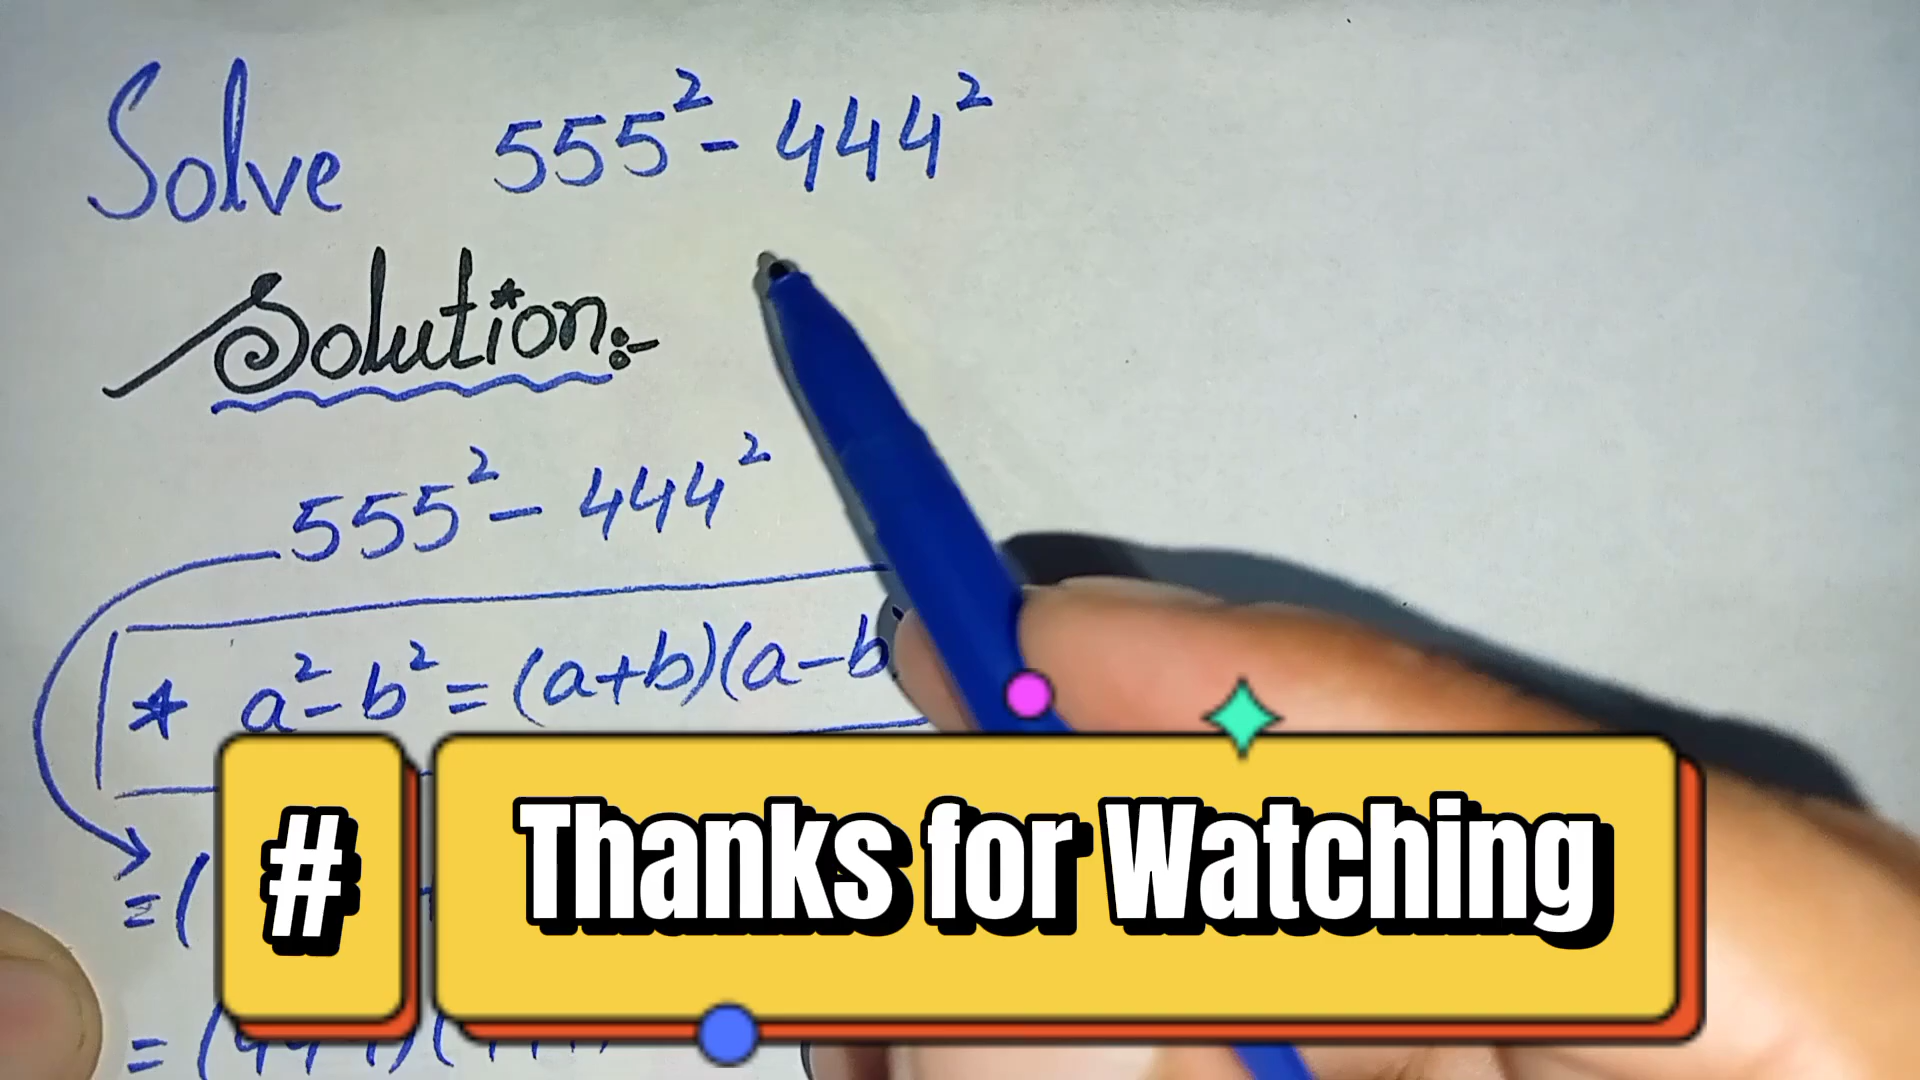 Solve 555² - 444²
Solution:-
555² - 444²
* a² - b² = (a+b)(a-b
# Thanks for Watching
= (
= (